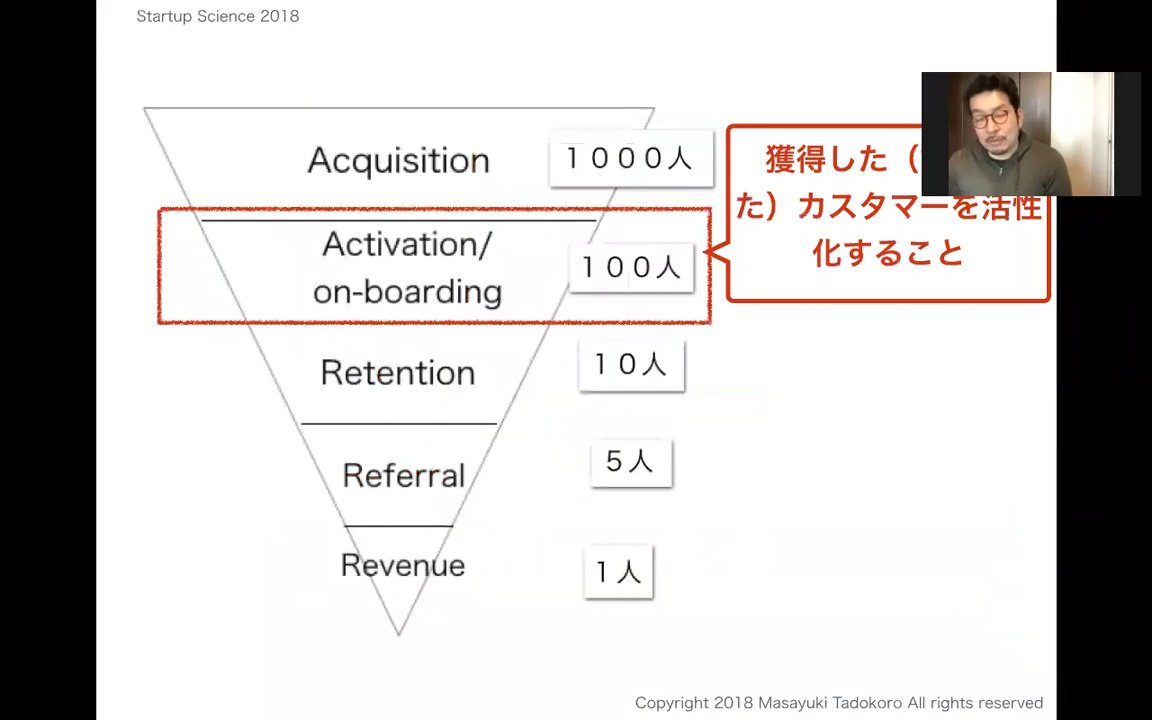 Startup Science 2018
Acquisition
１０００人
Activation/
on-boarding
１００人
Retention
１０人
Referral
５人
Revenue
１人
獲得した（
た）カスタマーを活性
化すること
Copyright 2018 Masayuki Tadokoro All rights reserved